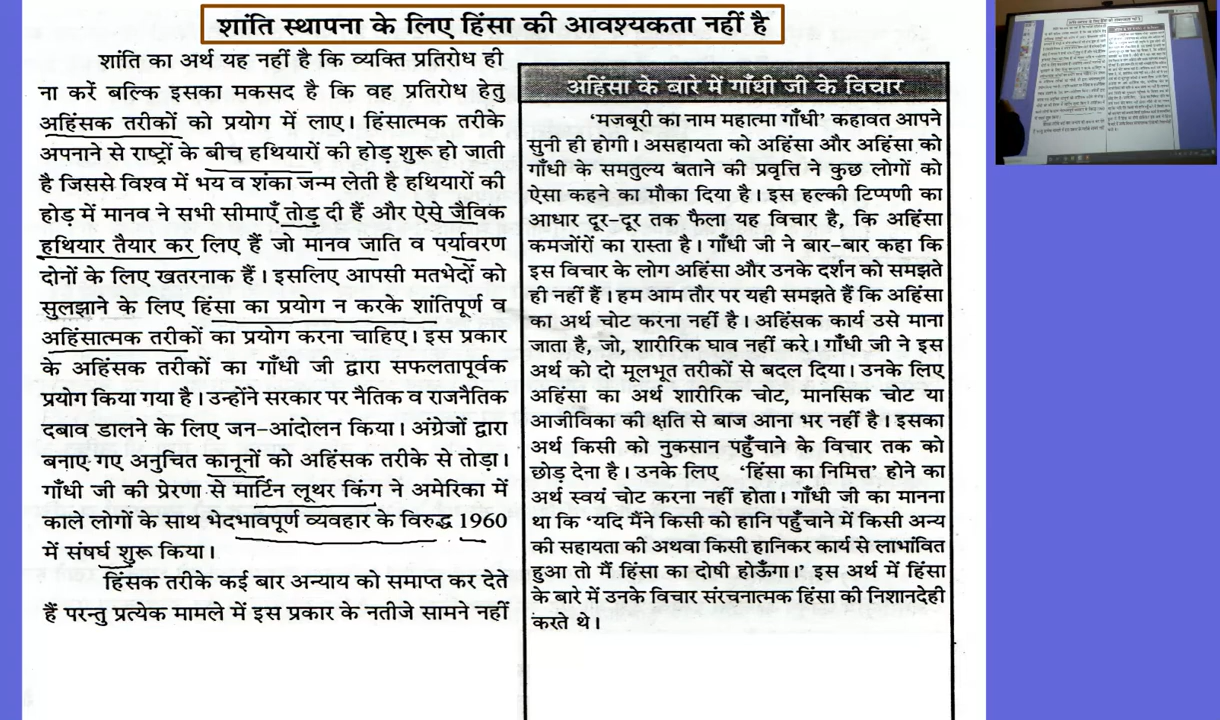 शांति स्थापना के लिए हिंसा की आवश्यकता नहीं है
शांति का अर्थ यह नहीं है कि व्यक्ति प्रतिरोध ही
ना करें बल्कि इसका मकसद है कि वह प्रतिरोध हेतु
अहिंसक तरीकों को प्रयोग में लाए। हिंसात्मक तरीके
अपनाने से राष्ट्रों के बीच हथियारों की होड़ शुरू हो जाती
है जिससे विश्व में भय व शंका जन्म लेती है हथियारों की
होड़ में मानव ने सभी सीमाएँ तोड़ दी हैं और ऐसे जैविक
हथियार तैयार कर लिए हैं जो मानव जाति व पर्यावरण
दोनों के लिए खतरनाक हैं। इसलिए आपसी मतभेदों को
सुलझाने के लिए हिंसा का प्रयोग न करके शांतिपूर्ण व
अहिंसात्मक तरीकों का प्रयोग करना चाहिए। इस प्रकार
के अहिंसक तरीकों का गाँधी जी द्वारा सफलतापूर्वक
प्रयोग किया गया है। उन्होंने सरकार पर नैतिक व राजनैतिक
दबाव डालने के लिए जन-आंदोलन किया। अंग्रेजों द्वारा
बनाए गए अनुचित कानूनों को अहिंसक तरीके से तोड़ा।
गाँधी जी की प्रेरणा से मार्टिन लूथर किंग ने अमेरिका में
काले लोगों के साथ भेदभावपूर्ण व्यवहार के विरुद्ध 1960
में संघर्ष शुरू किया।
हिंसक तरीके कई बार अन्याय को समाप्त कर देते
हैं परन्तु प्रत्येक मामले में इस प्रकार के नतीजे सामने नहीं
अहिंसा के बारे में गाँधी जी के विचार
‘मजबूरी का नाम महात्मा गाँधी’ कहावत आपने
सुनी ही होगी। असहायता को अहिंसा और अहिंसा को
गाँधी के समतुल्य बताने की प्रवृत्ति ने कुछ लोगों को
ऐसा कहने का मौका दिया है। इस हल्की टिप्पणी का
आधार दूर-दूर तक फैला यह विचार है, कि अहिंसा
कमजोंरों का रास्ता है। गाँधी जी ने बार-बार कहा कि
इस विचार के लोग अहिंसा और उनके दर्शन को समझते
ही नहीं हैं। हम आम तौर पर यही समझते हैं कि अहिंसा
का अर्थ चोट करना नहीं है। अहिंसक कार्य उसे माना
जाता है, जो, शारीरिक घाव नहीं करे। गाँधी जी ने इस
अर्थ को दो मूलभूत तरीकों से बदल दिया। उनके लिए
अहिंसा का अर्थ शारीरिक चोट, मानसिक चोट या
आजीविका की क्षति से बाज आना भर नहीं है। इसका
अर्थ किसी को नुकसान पहुँचाने के विचार तक को
छोड़ देना है। उनके लिए ‘हिंसा का निमित्त’ होने का
अर्थ स्वयं चोट करना नहीं होता। गाँधी जी का मानना
था कि ‘यदि मैंने किसी को हानि पहुँचाने में किसी अन्य
की सहायता की अथवा किसी हानिकर कार्य से लाभांवित
हुआ तो मैं हिंसा का दोषी होऊँगा।’ इस अर्थ में हिंसा
के बारे में उनके विचार संरचनात्मक हिंसा की निशानदेही
करते थे।